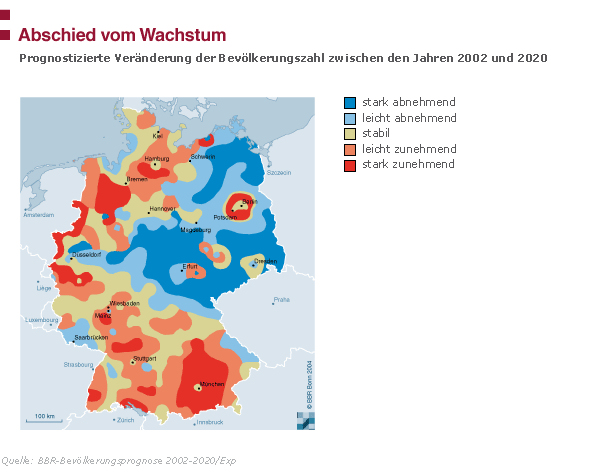 Abschied vom Wachstum
Prognostizierte Veränderung der Bevölkerungszahl zwischen den Jahren 2002 und 2020
stark abnehmend
leicht abnehmend
stabil
leicht zunehmend
stark zunehmend
Kiel
Hamburg
Schwerin
Szczecin
Bremen
Amsterdam
Hannover
Berlin
Potsdam
Magdeburg
Düsseldorf
Erfurt
Dresden
Liège
Praha
Wiesbaden
Mainz
Luxembourg
Saarbrücken
Strasbourg
Stuttgart
München
Zürich
Innsbruck
100 km
© BBR Bonn 2004
Quelle: BBR-Bevölkerungsprognose 2002-2020/Exp